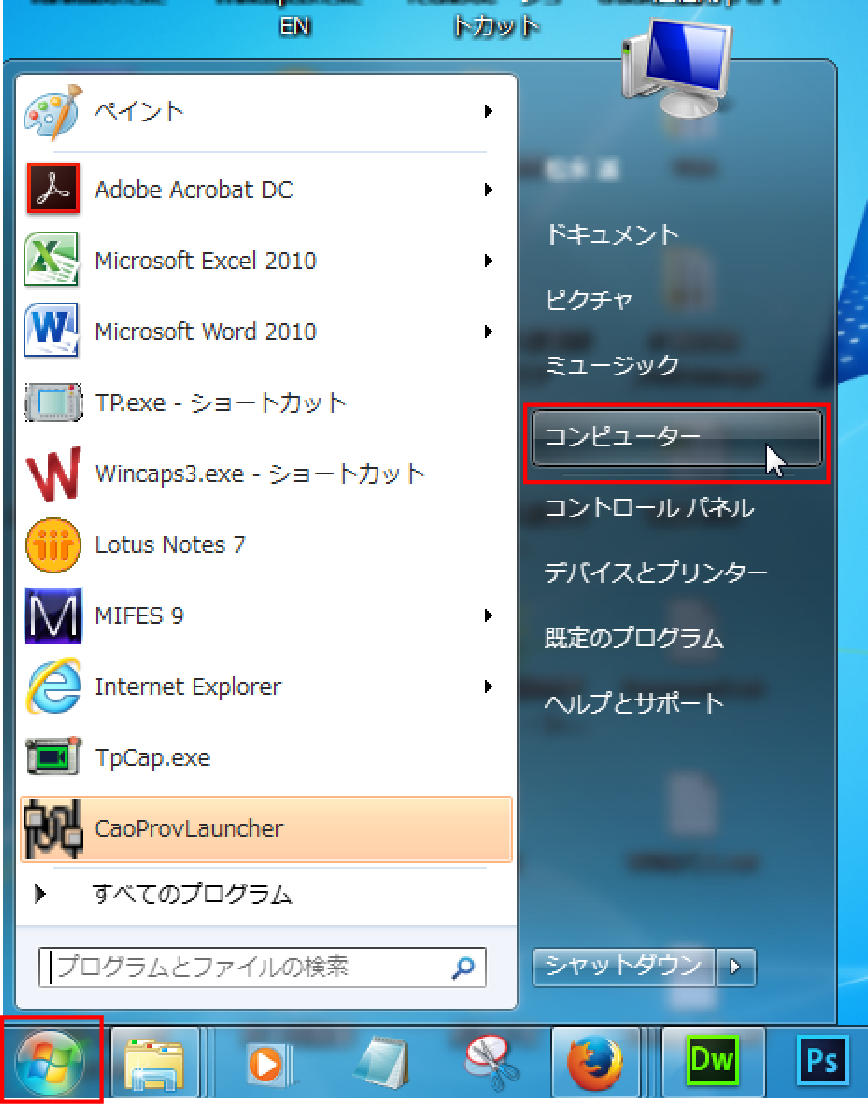 EN
トカット
ペイント
Adobe Acrobat DC
Microsoft Excel 2010
Microsoft Word 2010
TP.exe - ショートカット
Wincaps3.exe - ショートカット
Lotus Notes 7
MIFES 9
Internet Explorer
TpCap.exe
CaoProvLauncher
すべてのプログラム
プログラムとファイルの検索
ドキュメント
ピクチャ
ミュージック
コンピューター
コントロール パネル
デバイスとプリンター
既定のプログラム
ヘルプとサポート
シャットダウン
Dw
Ps